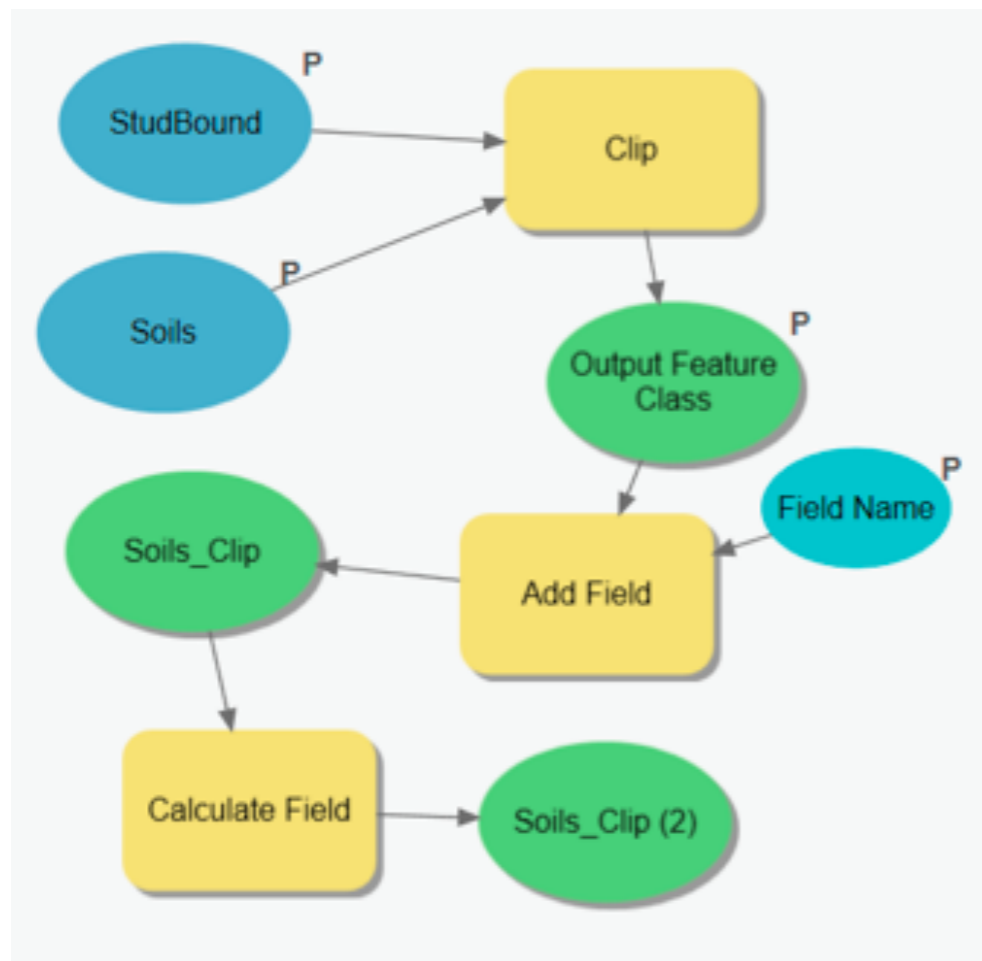 P
StudBound
Clip
P
Soils
P
Output Feature
Class
P
Field Name
Soils_Clip
Add Field
Calculate Field
Soils_Clip (2)